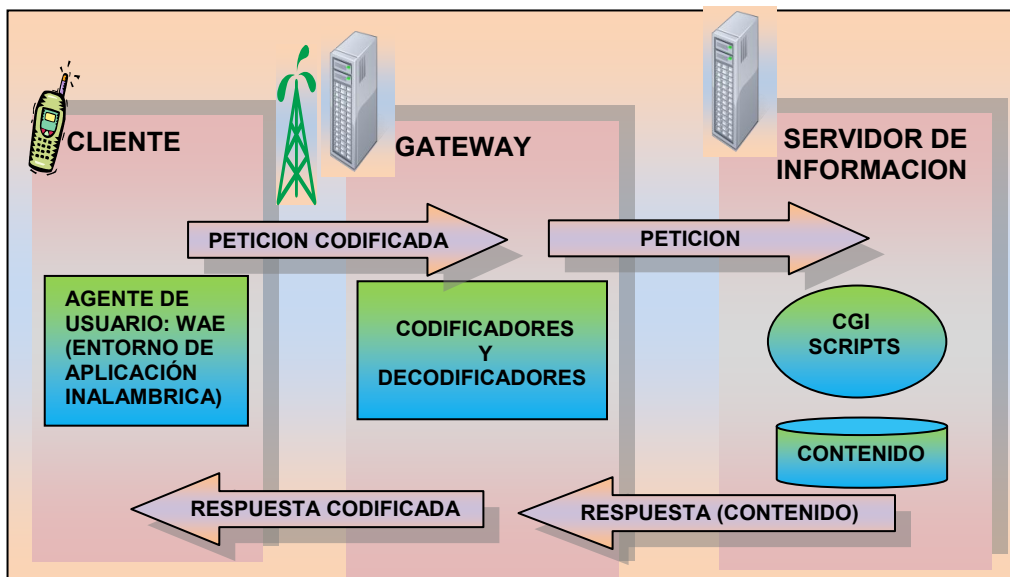 CLIENTE
GATEWAY
SERVIDOR DE
INFORMACION
PETICION CODIFICADA
PETICION
AGENTE DE
USUARIO: WAE
(ENTORNO DE
APLICACIÓN
INALAMBRICA)
CODIFICADORES
Y
DECODIFICADORES
CGI
SCRIPTS
CONTENIDO
RESPUESTA CODIFICADA
RESPUESTA (CONTENIDO)